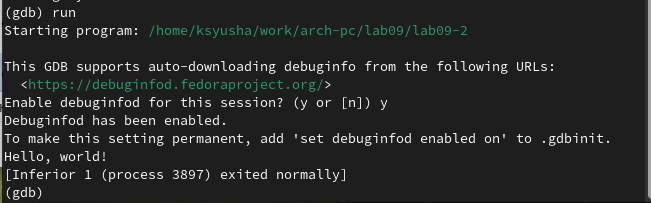 (gdb) run
Starting program: /home/ksyusha/work/arch-pc/lab09/lab09-2
This GDB supports auto-downloading debuginfo from the following URLs:
<https://debuginfod.fedoraproject.org/>
Enable debuginfod for this session? (y or [n]) y
Debuginfod has been enabled.
To make this setting permanent, add 'set debuginfod enabled on' to .gdbinit.
Hello, world!
[Inferior 1 (process 3897) exited normally]
(gdb)